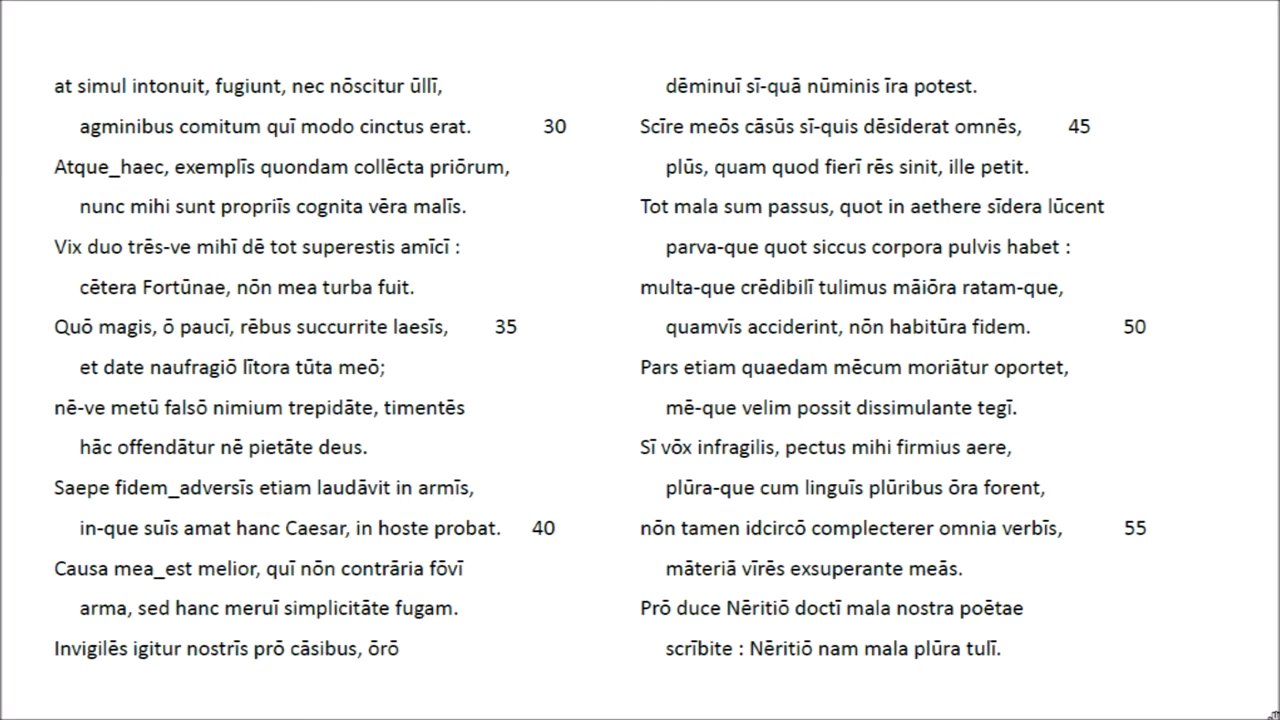 at simul intonuit, fugiunt, nec nōscitur ūllī,
agminibus comitum quī modo cinctus erat. 30
Atque_haec, exemplīs quondam collēcta priōrum,
nunc mihi sunt propriīs cognita vēra malīs.
Vix duo trēs-ve mihī dē tot superestis amīcī :
cētera Fortūnae, nōn mea turba fuit.
Quō magis, ō paucī, rēbus succurrite laesīs, 35
et date naufragiō lītora tūta meō;
nē-ve metū falsō nimium trepidāte, timentēs
hāc offendātur nē pietāte deus.
Saepe fidem_adversīs etiam laudāvit in armīs,
in-que suīs amat hanc Caesar, in hoste probat. 40
Causa mea_est melior, quī nōn contrāria fōvī
arma, sed hanc meruī simplicitāte fugam.
Invigilēs igitur nostrīs prō cāsibus, ōrō
dēminuī sī-quā nūminis īra potest.
Scīre meōs cāsūs sī-quis dēsīderat omnēs, 45
plūs, quam quod fierī rēs sinit, ille petit.
Tot mala sum passus, quot in aethere sīdera lūcent
parva-que quot siccus corpora pulvis habet :
multa-que crēdibilī tulimus māiōra ratam-que,
quamvīs acciderint, nōn habitūra fidem. 50
Pars etiam quaedam mēcum moriātur oportet,
mē-que velim possit dissimulante tegī.
Sī vōx infragilis, pectus mihi firmius aere,
plūra-que cum linguīs plūribus ōra forent,
nōn tamen idcircō complecterer omnia verbīs, 55
māteriā vīrēs exsuperante meās.
Prō duce Nēritiō doctī mala nostra poētae
scrībite : Nēritiō nam mala plūra tulī.